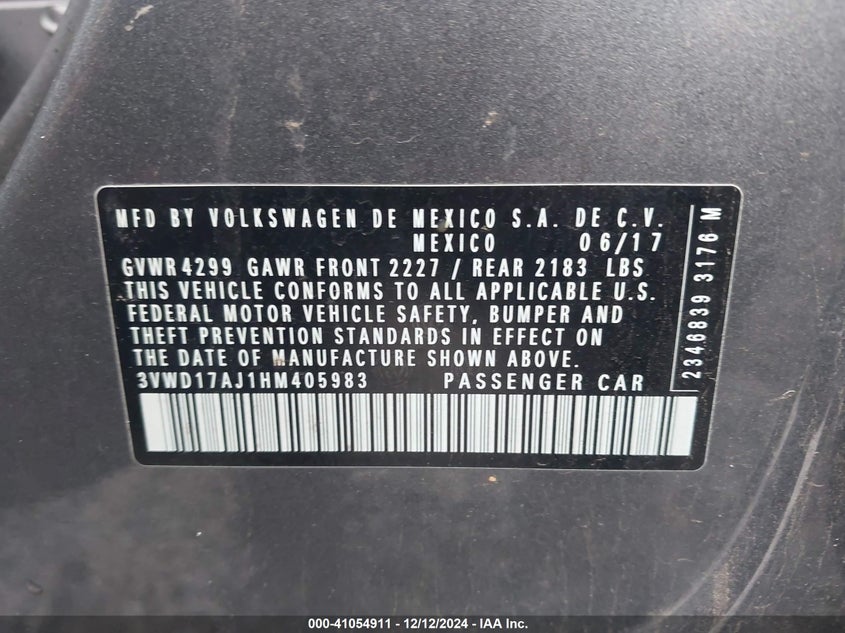 MFD BY VOLKSWAGEN DE MEXICO S.A. DE C.V.
MEXICO 06/17
GVWR 4299 GAWR FRONT 2227 / REAR 2183 LBS
THIS VEHICLE CONFORMS TO ALL APPLICABLE U.S.
FEDERAL MOTOR VEHICLE SAFETY, BUMPER AND
THEFT PREVENTION STANDARDS IN EFFECT ON
THE DATE OF MANUFACTURE SHOWN ABOVE.
3VWD17AJ1HM405983 PASSENGER CAR
2346839 3176 M
000-41054911 - 12/12/2024 - IAA Inc.